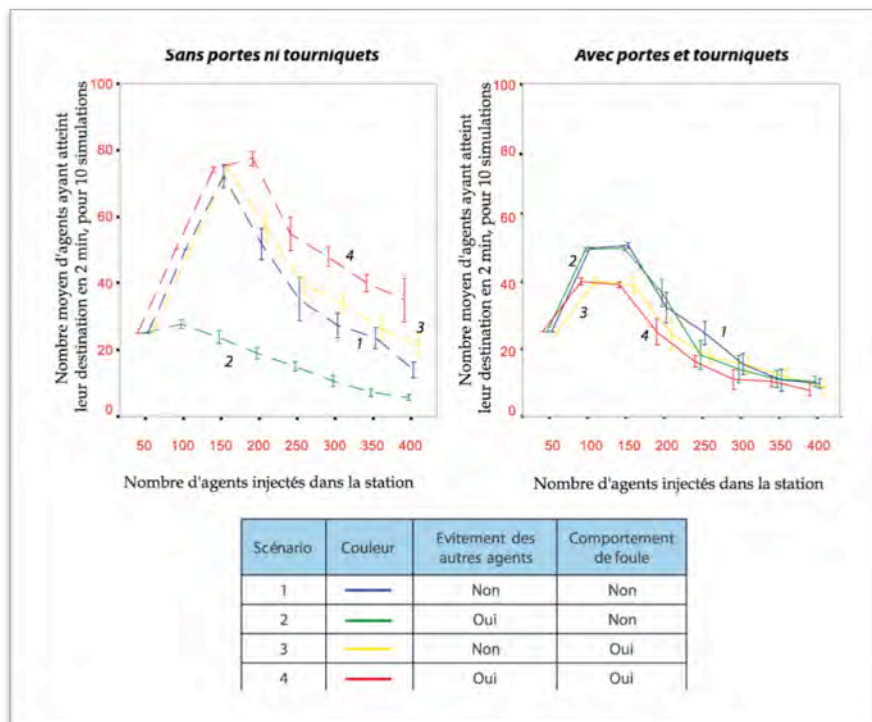 Sans portes ni tourniquets
Nombre moyen d'agents ayant atteint
leur destination en 2 min, pour 10 simulations
100
80
60
40
20
0
4
3
1
2
50 100 150 200 250 300 350 400
Nombre d'agents injectés dans la station
Avec portes et tourniquets
Nombre moyen d'agents ayant atteint
leur destination en 2 min, pour 10 simulations
100
80
60
40
20
0
2
3
1
4
50 100 150 200 250 300 350 400
Nombre d'agents injectés dans la station
Scénario Couleur Evitement des autres agents Comportement de foule
1 Non Non
2 Oui Non
3 Non Oui
4 Oui Oui